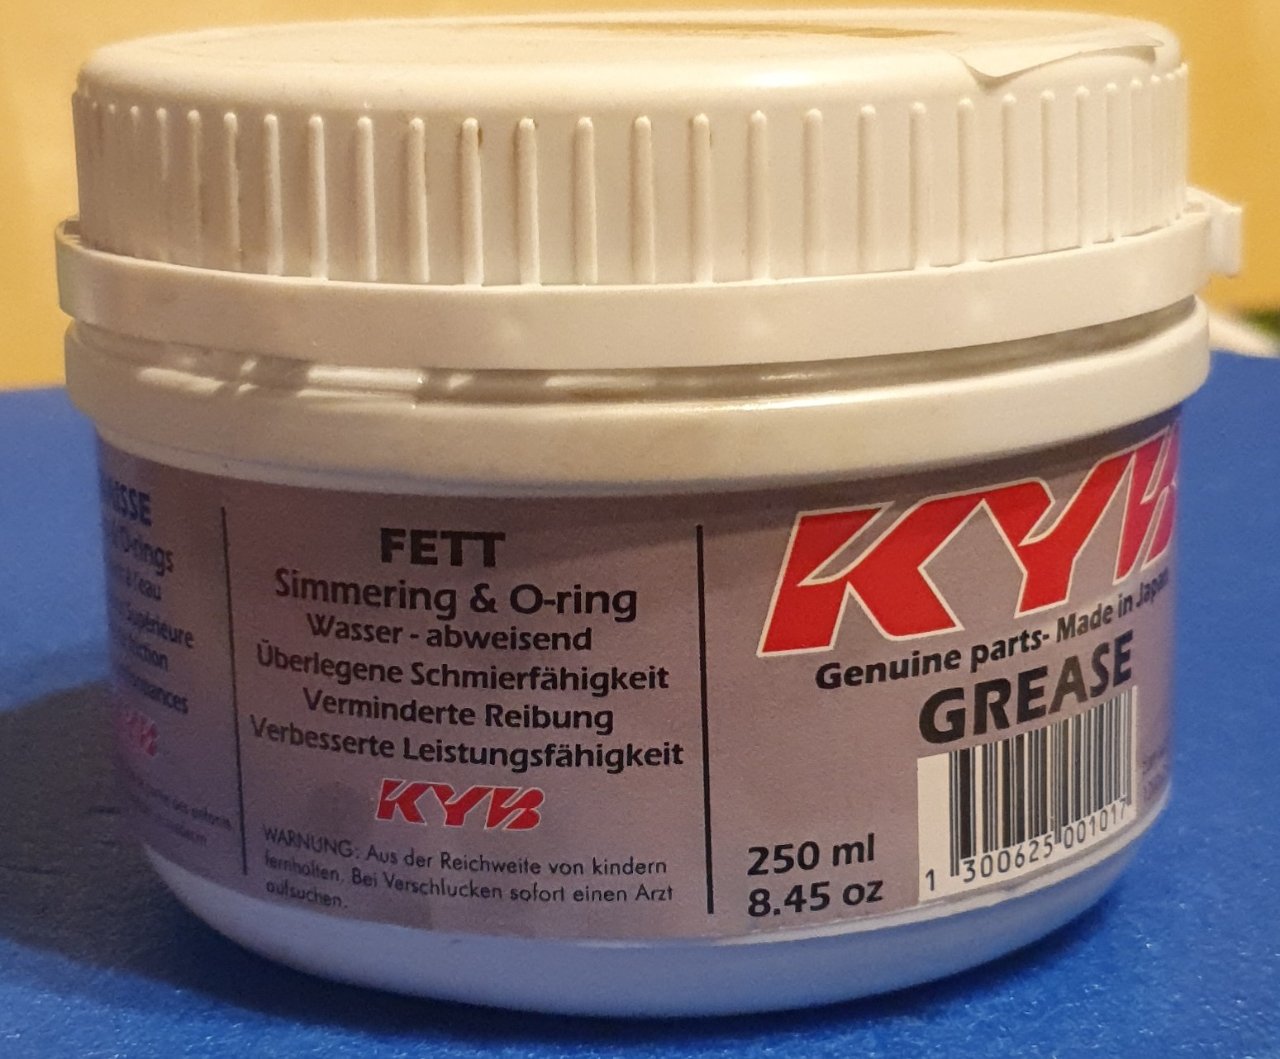 O-rings
Supérieure
FETT
Simmering & O-ring
Wasser - abweisend
Überlegene Schmierfähigkeit
Verminderte Reibung
Verbesserte Leistungsfähigkeit
KYB
WARNUNG: Aus der Reichweite von kindern
fernhalten. Bei Verschlucken sofort einen Arzt
aufsuchen.
KYB
Genuine parts- Made in Japan
GREASE
250 ml
8.45 oz
1 300625 001017